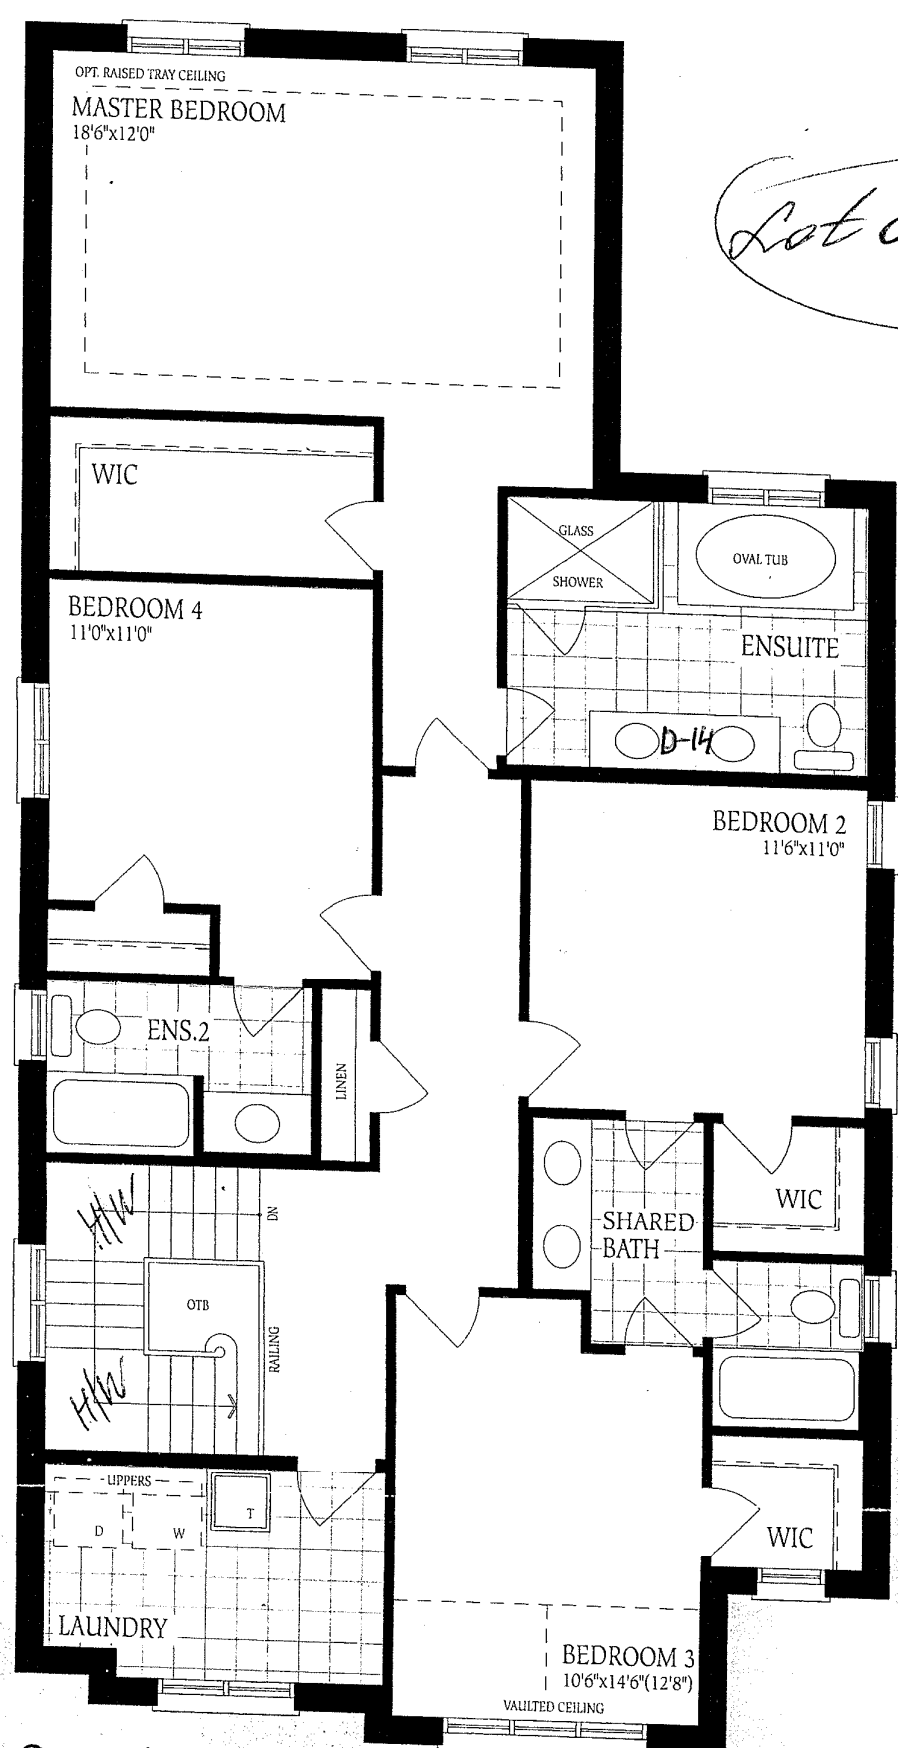 OPT. RAISED TRAY CEILING
MASTER BEDROOM
18'6"x12'0"
Lot
WIC
GLASS
SHOWER
OVAL TUB
ENSUITE
D-14
BEDROOM 4
11'0"x11'0"
BEDROOM 2
11'6"x11'0"
ENS.2
LINEN
WIC
SHARED
BATH
H/W
DN
OTB
RAILING
H/W
UPPERS
D
W
T
LAUNDRY
WIC
BEDROOM 3
10'6"x14'6"(12'8")
VAULTED CEILING